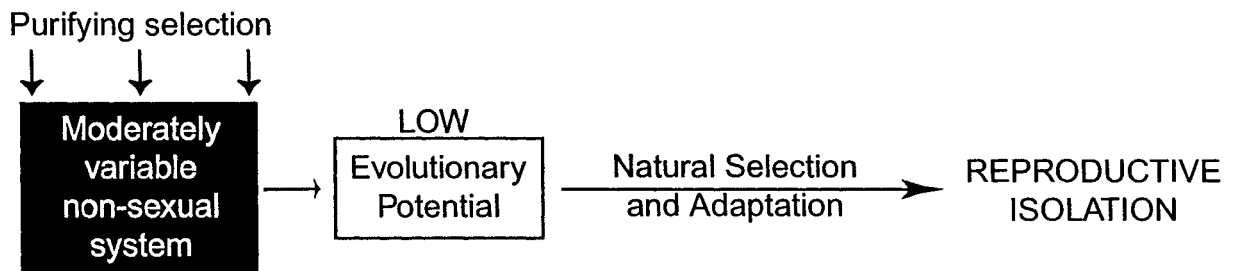 Purifying selection
Moderately
variable
non-sexual
system
LOW
Evolutionary
Potential
Natural Selection
and Adaptation
REPRODUCTIVE
ISOLATION